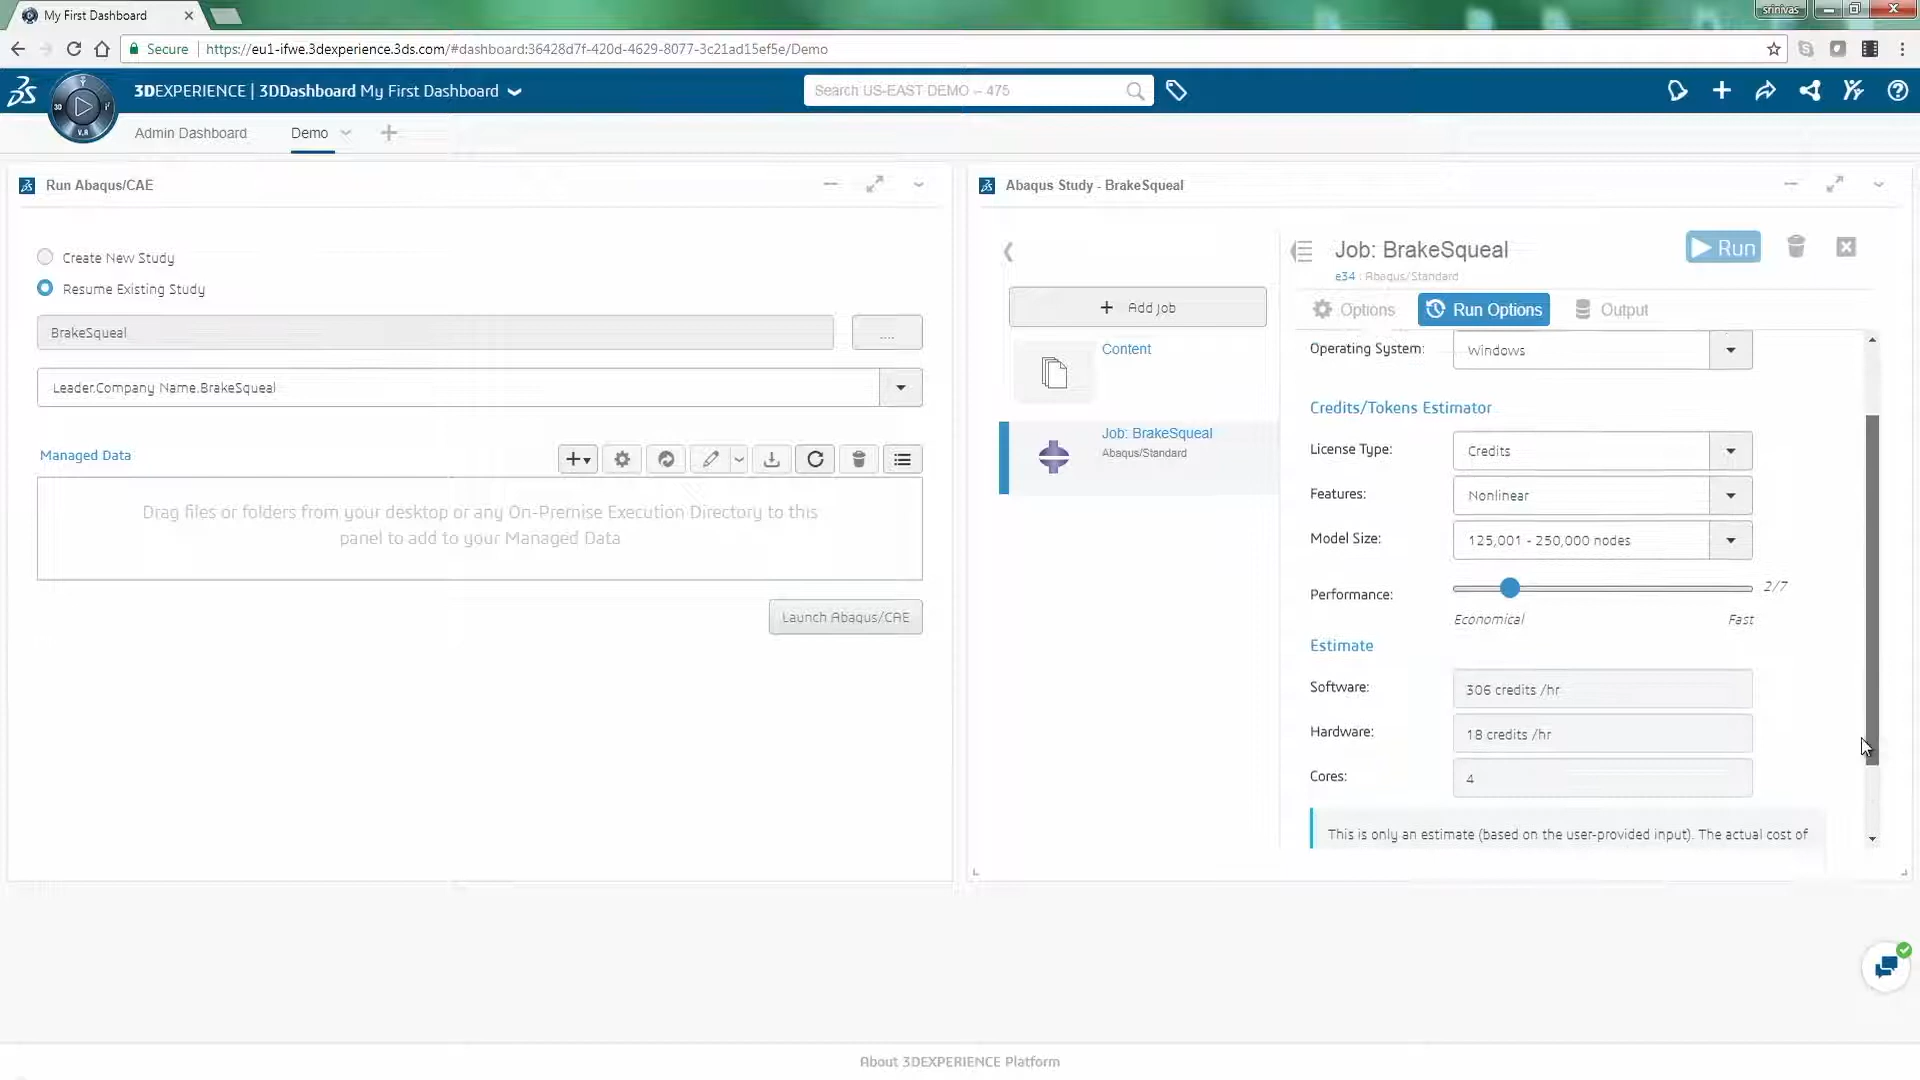 My First Dashboard
srinivas
Secure
https://eu1-ifwe.3dexperience.3ds.com/#dashboard:36428d7f-420d-4629-8077-3c21ad15ef5e/Demo
3DEXPERIENCE | 3DDashboard My First Dashboard
Search US-EAST DEMO -- 475
3D
V.R
Admin Dashboard
Demo
Run Abaqus/CAE
Create New Study
Resume Existing Study
BrakeSqueal
....
Leader.Company Name.BrakeSqueal
Managed Data
Drag files or folders from your desktop or any On-Premise Execution Directory to this
panel to add to your Managed Data
Launch Abaqus/CAE
Abaqus Study - BrakeSqueal
Add Job
Content
Job: BrakeSqueal
Abaqus/Standard
Job: BrakeSqueal
e34 : Abaqus/Standard
Run
Options
Run Options
Output
Operating System:
Windows
Credits/Tokens Estimator
License Type:
Credits
Features:
Nonlinear
Model Size:
125,001 - 250,000 nodes
Performance:
2/7
Economical
Fast
Estimate
Software:
306 credits /hr
Hardware:
18 credits /hr
Cores:
4
This is only an estimate (based on the user-provided input). The actual cost of
About 3DEXPERIENCE Platform